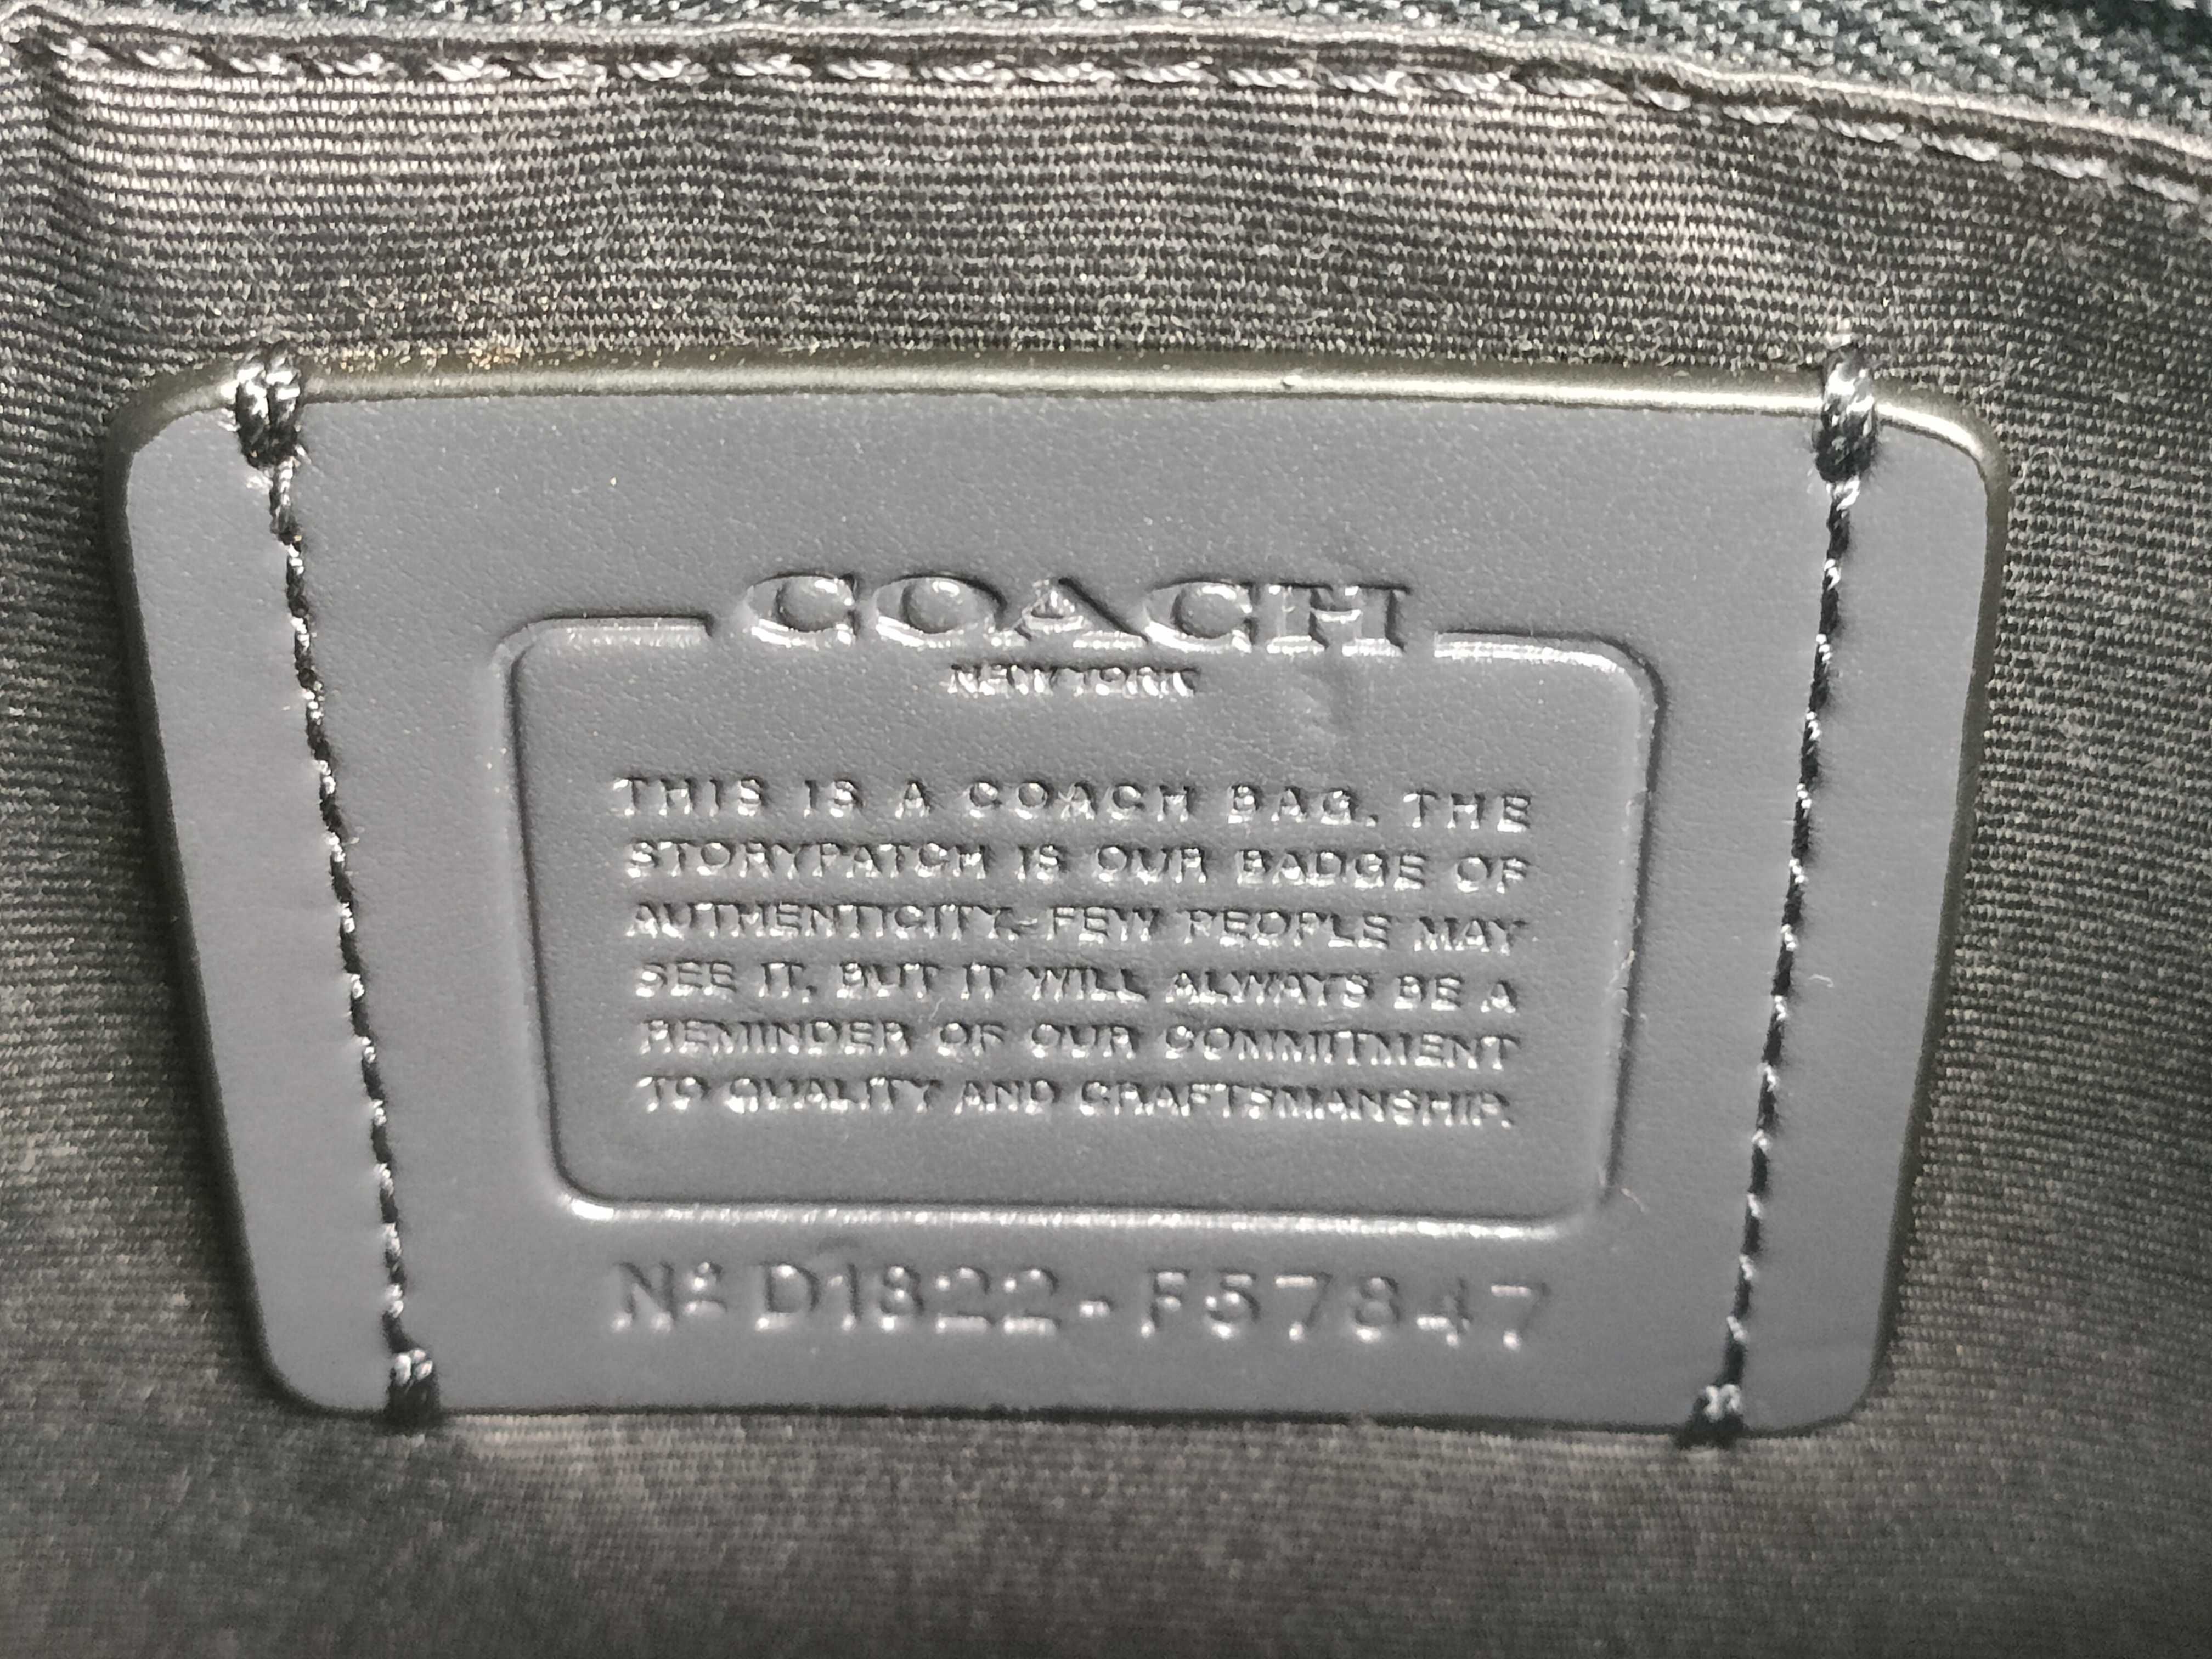 COACH
NEW YORK
THIS IS A COACH BAG. THE
STORYPATCH IS OUR BADGE OF
AUTHENTICITY. FEW PEOPLE MAY
SEE IT, BUT IT WILL ALWAYS BE A
REMINDER OF OUR COMMITMENT
TO QUALITY AND CRAFTSMANSHIP.
Nº D1822-F57847